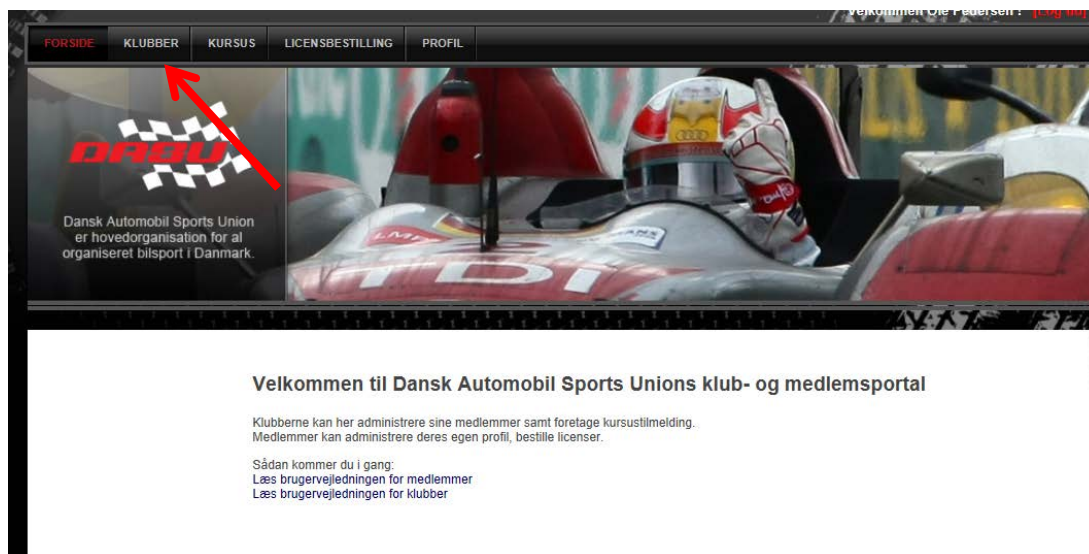 Velkommen Ole Pedersen ! [Log ud]
FORSIDE KLUBBER KURSUS LICENSBESTILLING PROFIL
DASU
Dansk Automobil Sports Union
er hovedorganisation for al
organiseret bilsport i Danmark.
LMP
TDI
Velkommen til Dansk Automobil Sports Unions klub- og medlemsportal
Klubberne kan her administrere sine medlemmer samt foretage kursustilmelding.
Medlemmer kan administrere deres egen profil, bestille licenser.
Sådan kommer du i gang:
Læs brugervejledningen for medlemmer
Læs brugervejledningen for klubber